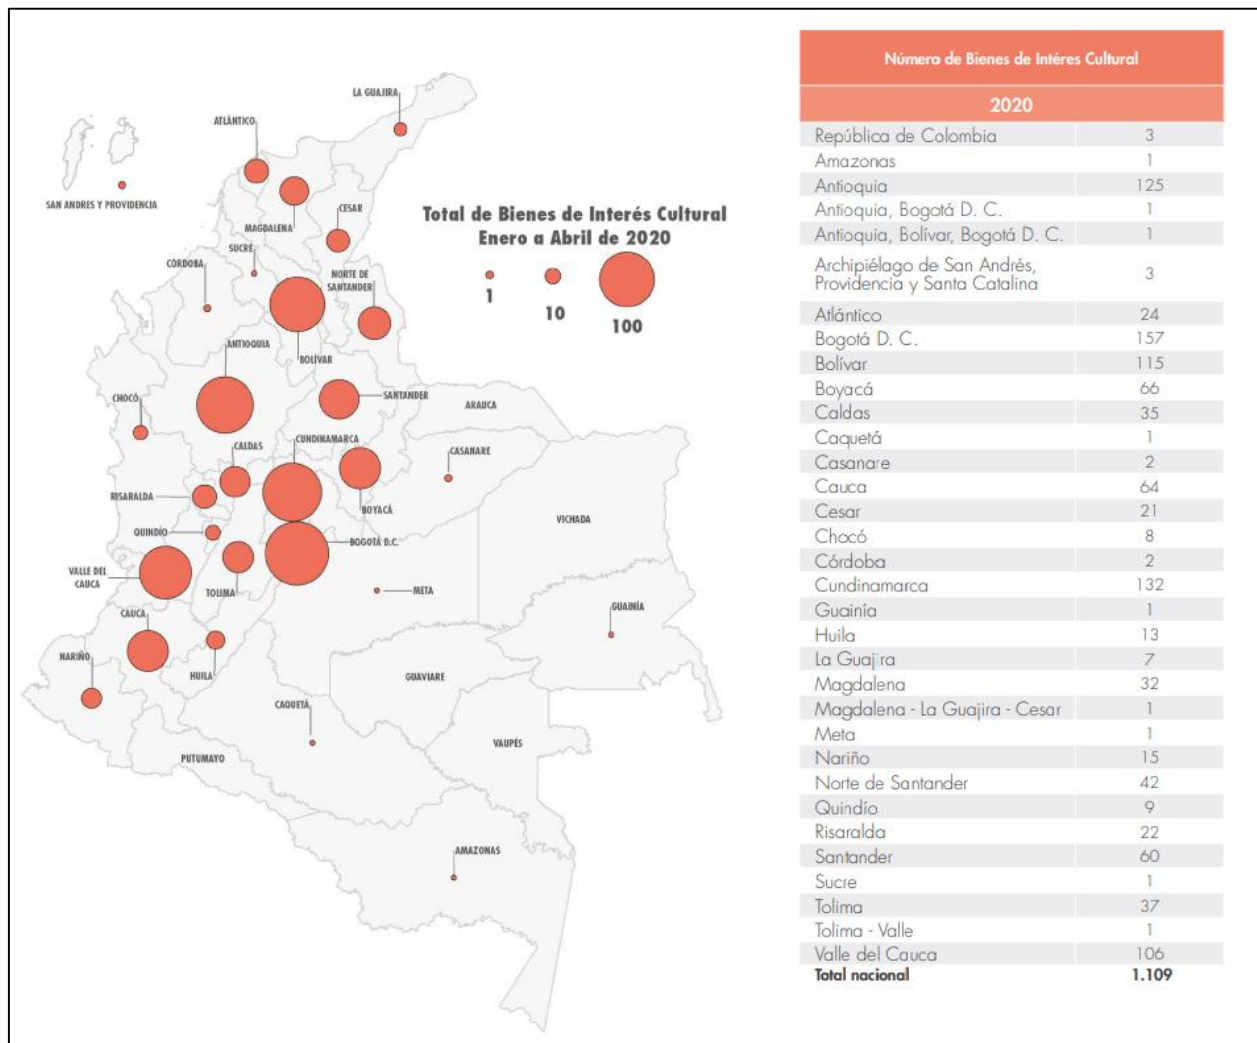 LA GUAJIRA
ATLÁNTICO
SAN ANDRES Y PROVIDENCIA
MAGDALENA
CESAR
SUCRE
CÓRDOBA
NORTE DE
SANTANDER
Total de Bienes de Interés Cultural
Enero a Abril de 2020
1
10
100
ANTIOQUIA
BOLÍVAR
CHOCÓ
SANTANDER
ARAUCA
CALDAS
CUNDINAMARCA
CASANARE
RISARALDA
BOYACÁ
VICHADA
QUINDÍO
BOGOTÁ D.C.
VALLE DEL
CAUCA
TOLIMA
META
CAUCA
GUAINÍA
NARIÑO
HUILA
GUAVIARE
CAQUETÁ
VAUPÉS
PUTUMAYO
AMAZONAS
Número de Bienes de Intéres Cultural
2020
República de Colombia 3
Amazonas 1
Antioquia 125
Antioquia, Bogotá D. C. 1
Antioquia, Bolívar, Bogotá D. C. 1
Archipiélago de San Andrés,
Providencia y Santa Catalina 3
Atlántico 24
Bogotá D. C. 157
Bolívar 115
Boyacá 66
Caldas 35
Caquetá 1
Casanare 2
Cauca 64
Cesar 21
Chocó 8
Córdoba 2
Cundinamarca 132
Guainía 1
Huila 13
La Guajira 7
Magdalena 32
Magdalena - La Guajira - Cesar 1
Meta 1
Nariño 15
Norte de Santander 42
Quindío 9
Risaralda 22
Santander 60
Sucre 1
Tolima 37
Tolima - Valle 1
Valle del Cauca 106
Total nacional 1.109